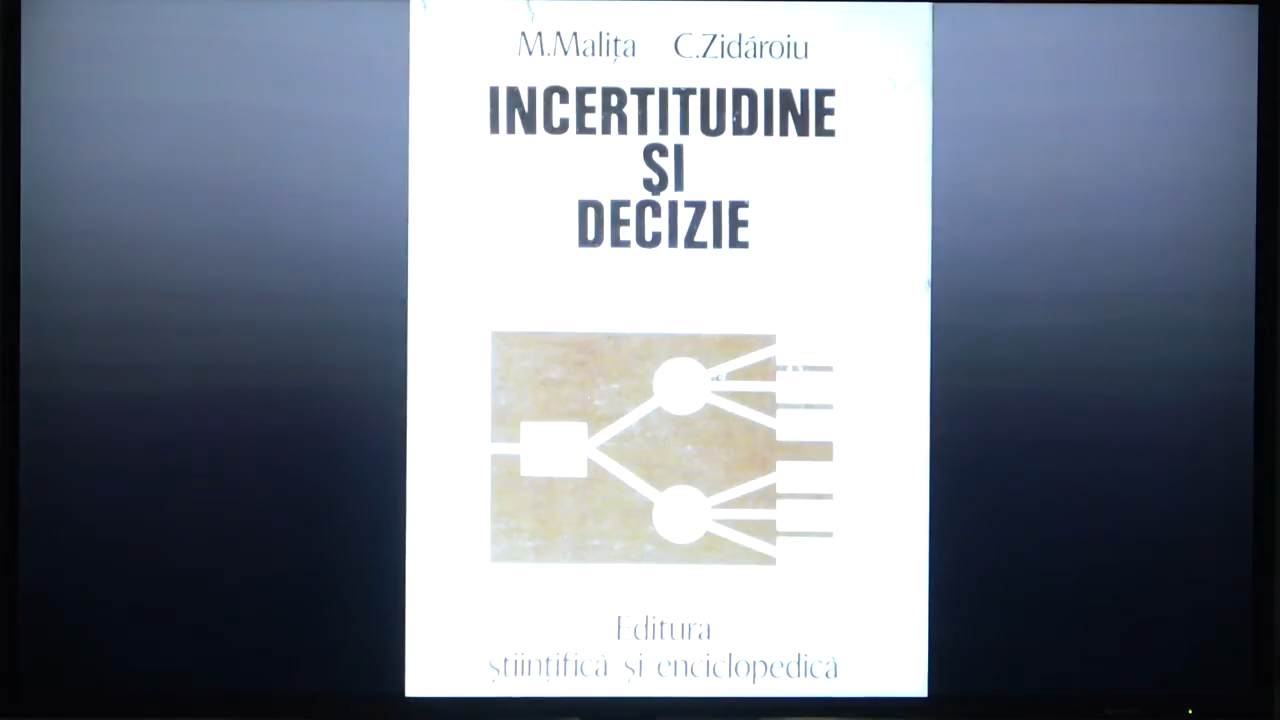 M.Malița C.Zidăroiu
INCERTITUDINE
ȘI
DECIZIE
Editura
științifică și enciclopedică